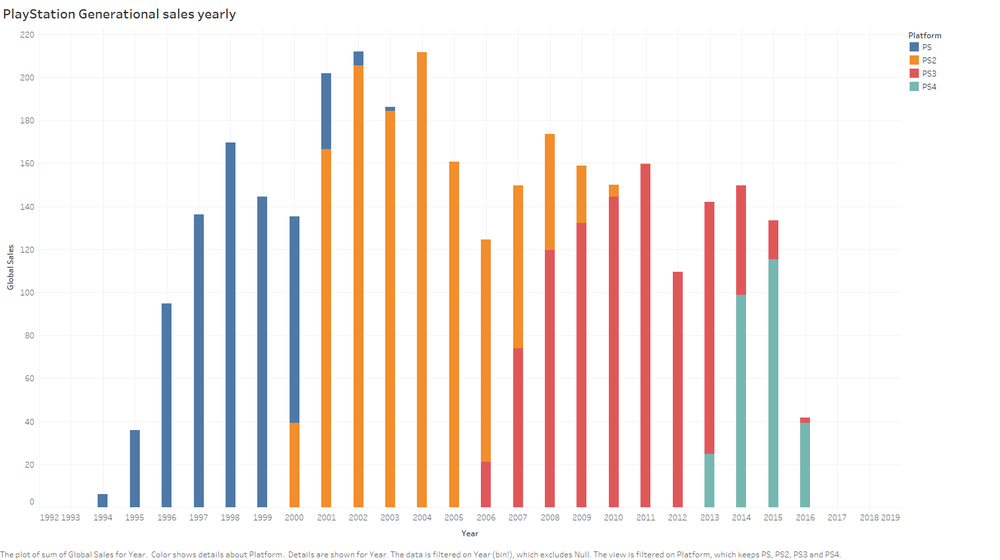 PlayStation Generational sales yearly
Platform
PS
PS2
PS3
PS4
Global Sales
220
200
180
160
140
120
100
80
60
40
20
0
1992 1993 1994 1995 1996 1997 1998 1999 2000 2001 2002 2003 2004 2005 2006 2007 2008 2009 2010 2011 2012 2013 2014 2015 2016 2017 2018 2019
Year
The plot of sum of Global Sales for Year. Color shows details about Platform. Details are shown for Year. The data is filtered on Year (bin!), which excludes Null. The view is filtered on Platform, which keeps PS, PS2, PS3 and PS4.